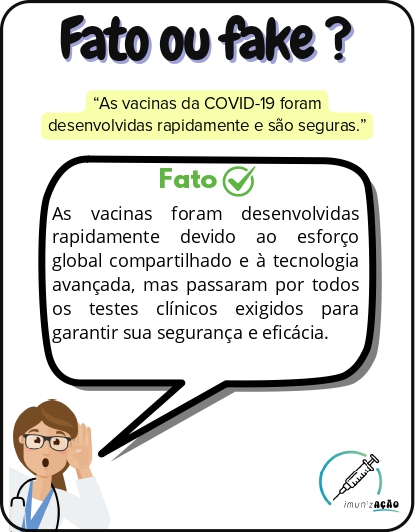 Fato ou fake ?
“As vacinas da COVID-19 foram
desenvolvidas rapidamente e são seguras.”
Fato
As vacinas foram desenvolvidas
rapidamente devido ao esforço
global compartilhado e à tecnologia
avançada, mas passaram por todos
os testes clínicos exigidos para
garantir sua segurança e eficácia.
imunizAÇÃO